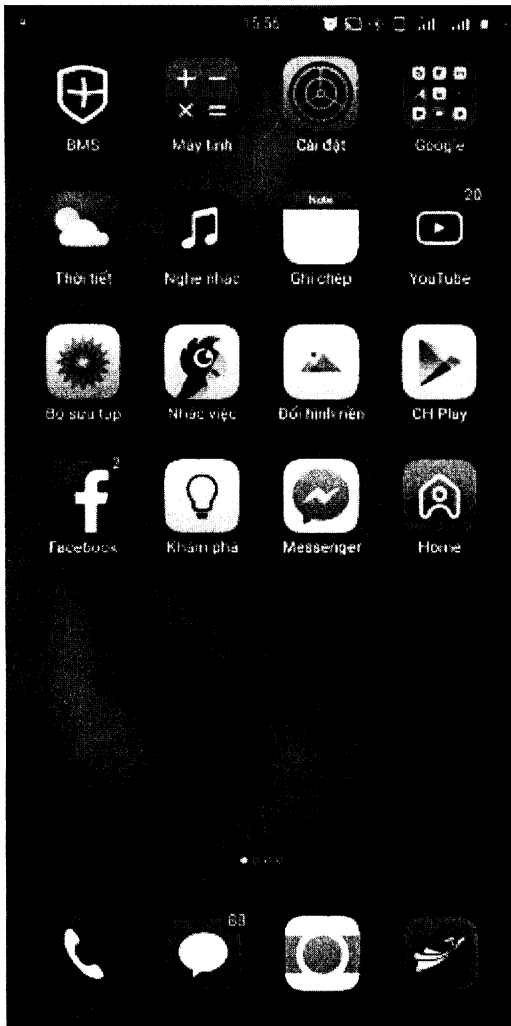 15:56
BMS Máy tính Cài đặt Google
Note 20
Thời tiết Nghe nhạc Ghi chép YouTube
Bộ sưu tập Nhắc việc Đổi hình nền CH Play
2
Facebook Khám phá Messenger Home